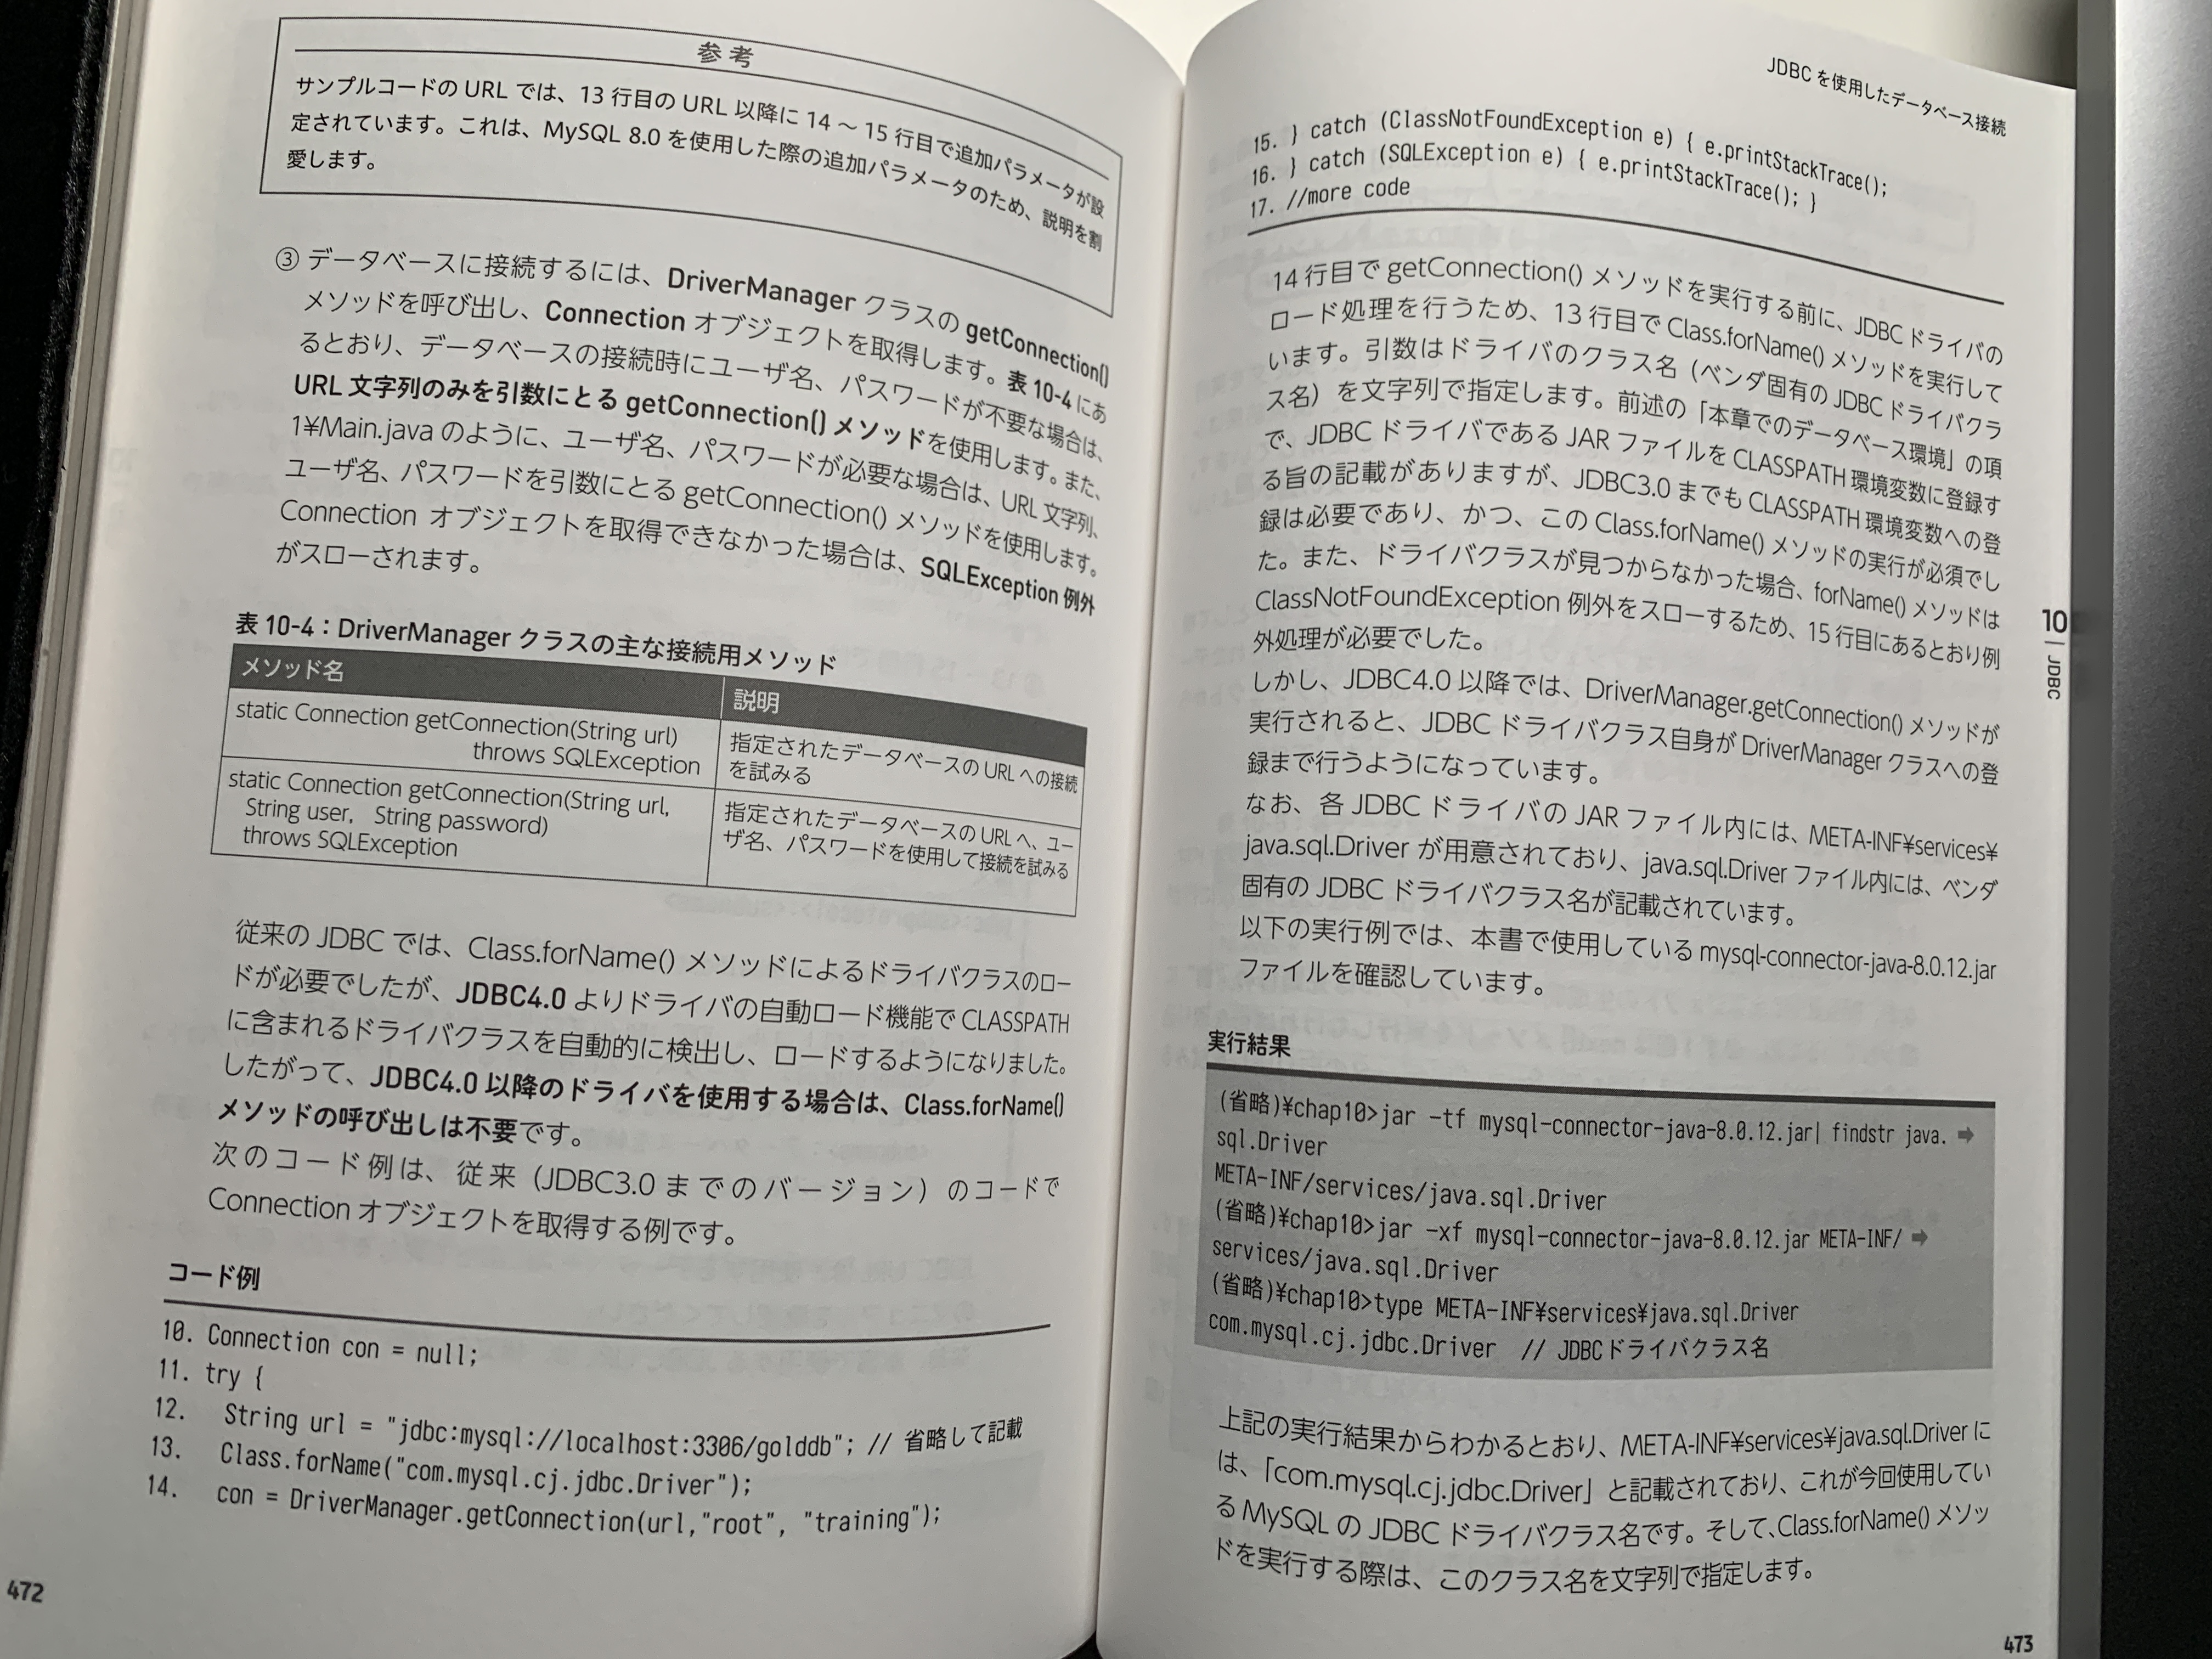 参考
サンプルコードの URL では、13 行目の URL 以降に 14 ～ 15 行目で追加パラメータが設
定されています。これは、MySQL 8.0 を使用した際の追加パラメータのため、説明を割
愛します。
③ データベースに接続するには、DriverManager クラスの getConnection()
メソッドを呼び出し、Connection オブジェクトを取得します。表 10-4 にあ
るとおり、データベースの接続時にユーザ名、パスワードが不要な場合は、
URL 文字列のみを引数にとる getConnection() メソッドを使用します。また、
1¥Main.java のように、ユーザ名、パスワードが必要な場合は、URL 文字列、
ユーザ名、パスワードを引数にとる getConnection() メソッドを使用します。
Connection オブジェクトを取得できなかった場合は、SQLException 例外
がスローされます。
表 10-4：DriverManager クラスの主な接続用メソッド
メソッド名 説明
static Connection getConnection(String url)
throws SQLException
指定されたデータベースの URL への接続
を試みる
static Connection getConnection(String url,
String user, String password)
throws SQLException
指定されたデータベースの URL へ、ユー
ザ名、パスワードを使用して接続を試みる
従来の JDBC では、Class.forName() メソッドによるドライバクラスのロー
ドが必要でしたが、JDBC4.0 よりドライバの自動ロード機能で CLASSPATH
に含まれるドライバクラスを自動的に検出し、ロードするようになりました。
したがって、JDBC4.0 以降のドライバを使用する場合は、Class.forName()
メソッドの呼び出しは不要です。
次のコード例は、従来（JDBC3.0 までのバージョン）のコードで
Connection オブジェクトを取得する例です。
コード例
10. Connection con = null;
11. try {
12. String url = "jdbc:mysql://localhost:3306/golddb"; // 省略して記載
13. Class.forName("com.mysql.cj.jdbc.Driver");
14. con = DriverManager.getConnection(url,"root", "training");
472
JDBC を使用したデータベース接続
15. } catch (ClassNotFoundException e) { e.printStackTrace();
16. } catch (SQLException e) { e.printStackTrace(); }
17. //more code
14 行目で getConnection() メソッドを実行する前に、JDBC ドライバの
ロード処理を行うため、13 行目で Class.forName() メソッドを実行して
います。引数はドライバのクラス名（ベンダ固有の JDBC ドライバクラ
ス名）を文字列で指定します。前述の「本章でのデータベース環境」の項
で、JDBC ドライバである JAR ファイルを CLASSPATH 環境変数に登録す
る旨の記載がありますが、JDBC3.0 までも CLASSPATH 環境変数への登
録は必要であり、かつ、この Class.forName() メソッドの実行が必須でし
た。また、ドライバクラスが見つからなかった場合、forName() メソッドは
ClassNotFoundException 例外をスローするため、15 行目にあるとおり例
外処理が必要でした。
しかし、JDBC4.0 以降では、DriverManager.getConnection() メソッドが
実行されると、JDBC ドライバクラス自身が DriverManager クラスへの登
録まで行うようになっています。
なお、各 JDBC ドライバの JAR ファイル内には、META-INF¥services¥
java.sql.Driver が用意されており、java.sql.Driver ファイル内には、ベンダ
固有の JDBC ドライバクラス名が記載されています。
以下の実行例では、本書で使用している mysql-connector-java-8.0.12.jar
ファイルを確認しています。
実行結果
(省略)¥chap10>jar -tf mysql-connector-java-8.0.12.jar| findstr java. ➡
sql.Driver
META-INF/services/java.sql.Driver
(省略)¥chap10>jar -xf mysql-connector-java-8.0.12.jar META-INF/ ➡
services/java.sql.Driver
(省略)¥chap10>type META-INF¥services¥java.sql.Driver
com.mysql.cj.jdbc.Driver // JDBCドライバクラス名
上記の実行結果からわかるとおり、META-INF¥services¥java.sql.Driver に
は、「com.mysql.cj.jdbc.Driver」と記載されており、これが今回使用してい
る MySQL の JDBC ドライバクラス名です。そして、Class.forName() メソッ
ドを実行する際は、このクラス名を文字列で指定します。
10
JDBC
473